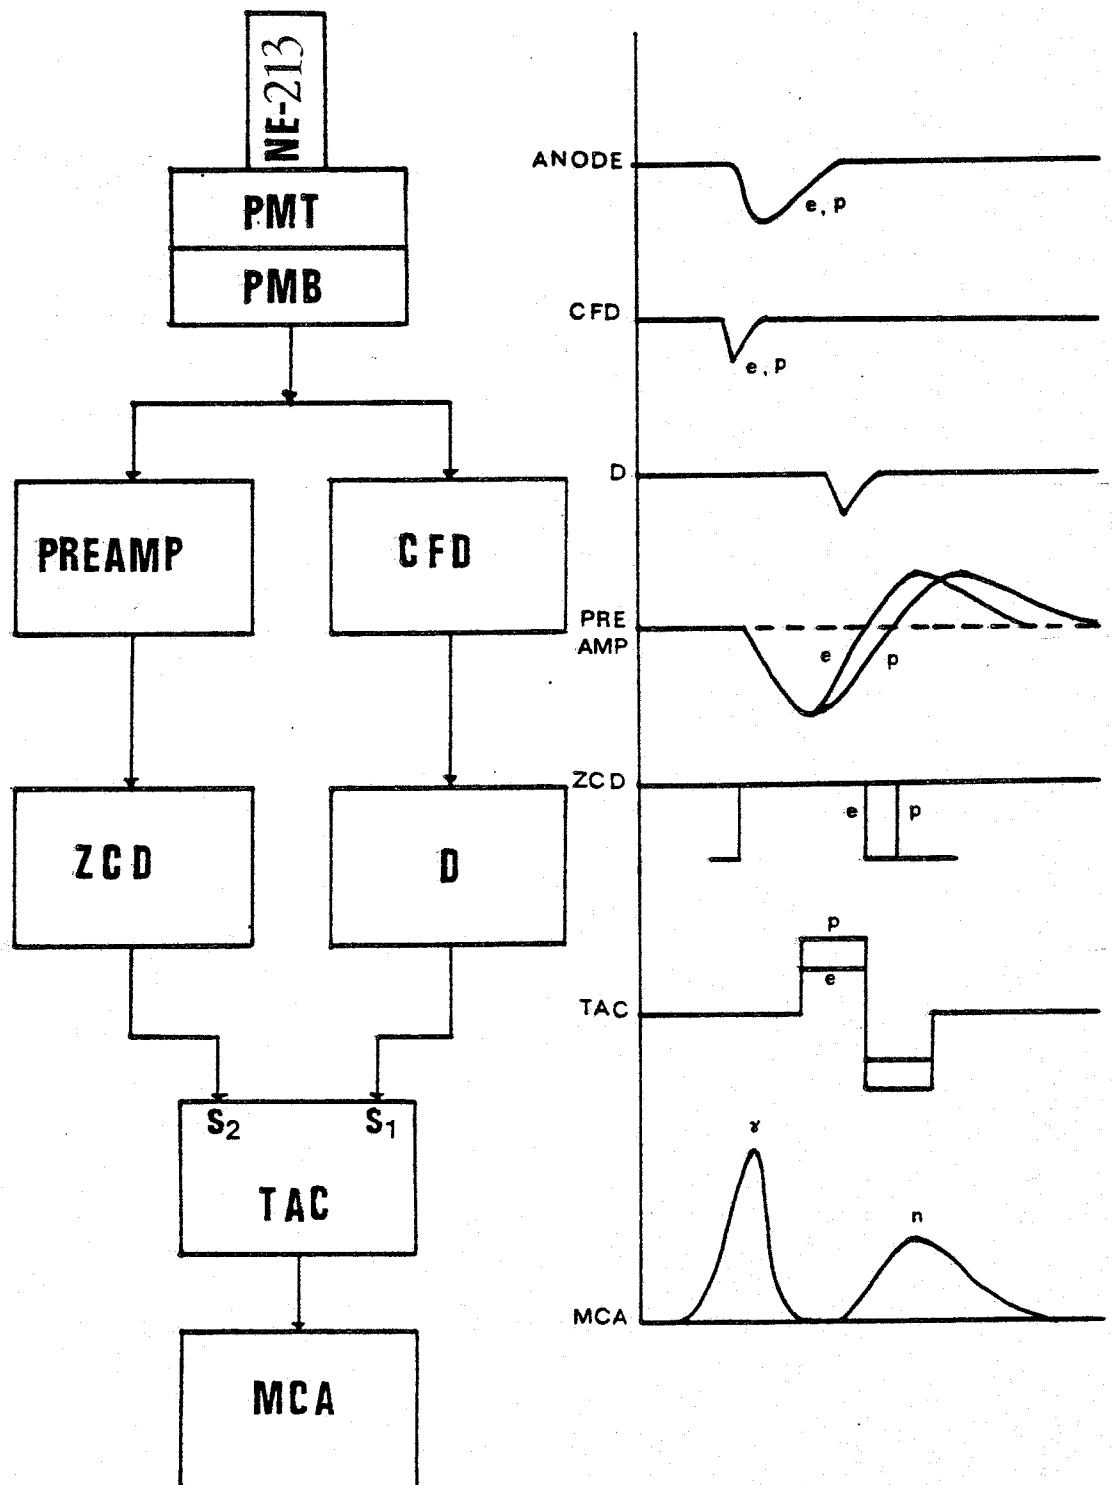 NE-213
PMT
PMB
PREAMP
CFD
ZCD
D
S2
S1
TAC
MCA
ANODE
e, p
CFD
e, p
D
PRE
AMP
e
p
ZCD
e
p
p
e
TAC
γ
n
MCA